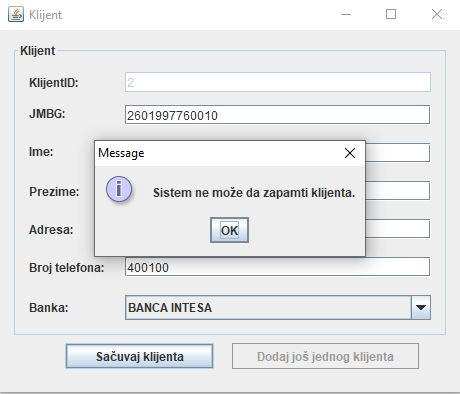 Klijent
Klijent
KlijentID: 2
JMBG: 2601997760010
Ime:
Message
Sistem ne može da zapamti klijenta.
OK
Prezime:
Adresa:
Broj telefona: 400100
Banka: BANCA INTESA
Sačuvaj klijenta Dodaj još jednog klijenta